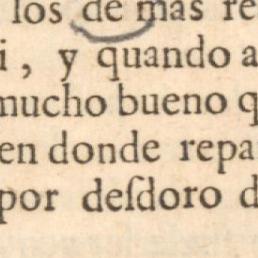 los de mas re
i, y quando a
mucho bueno q
en donde repa
por desdoro d